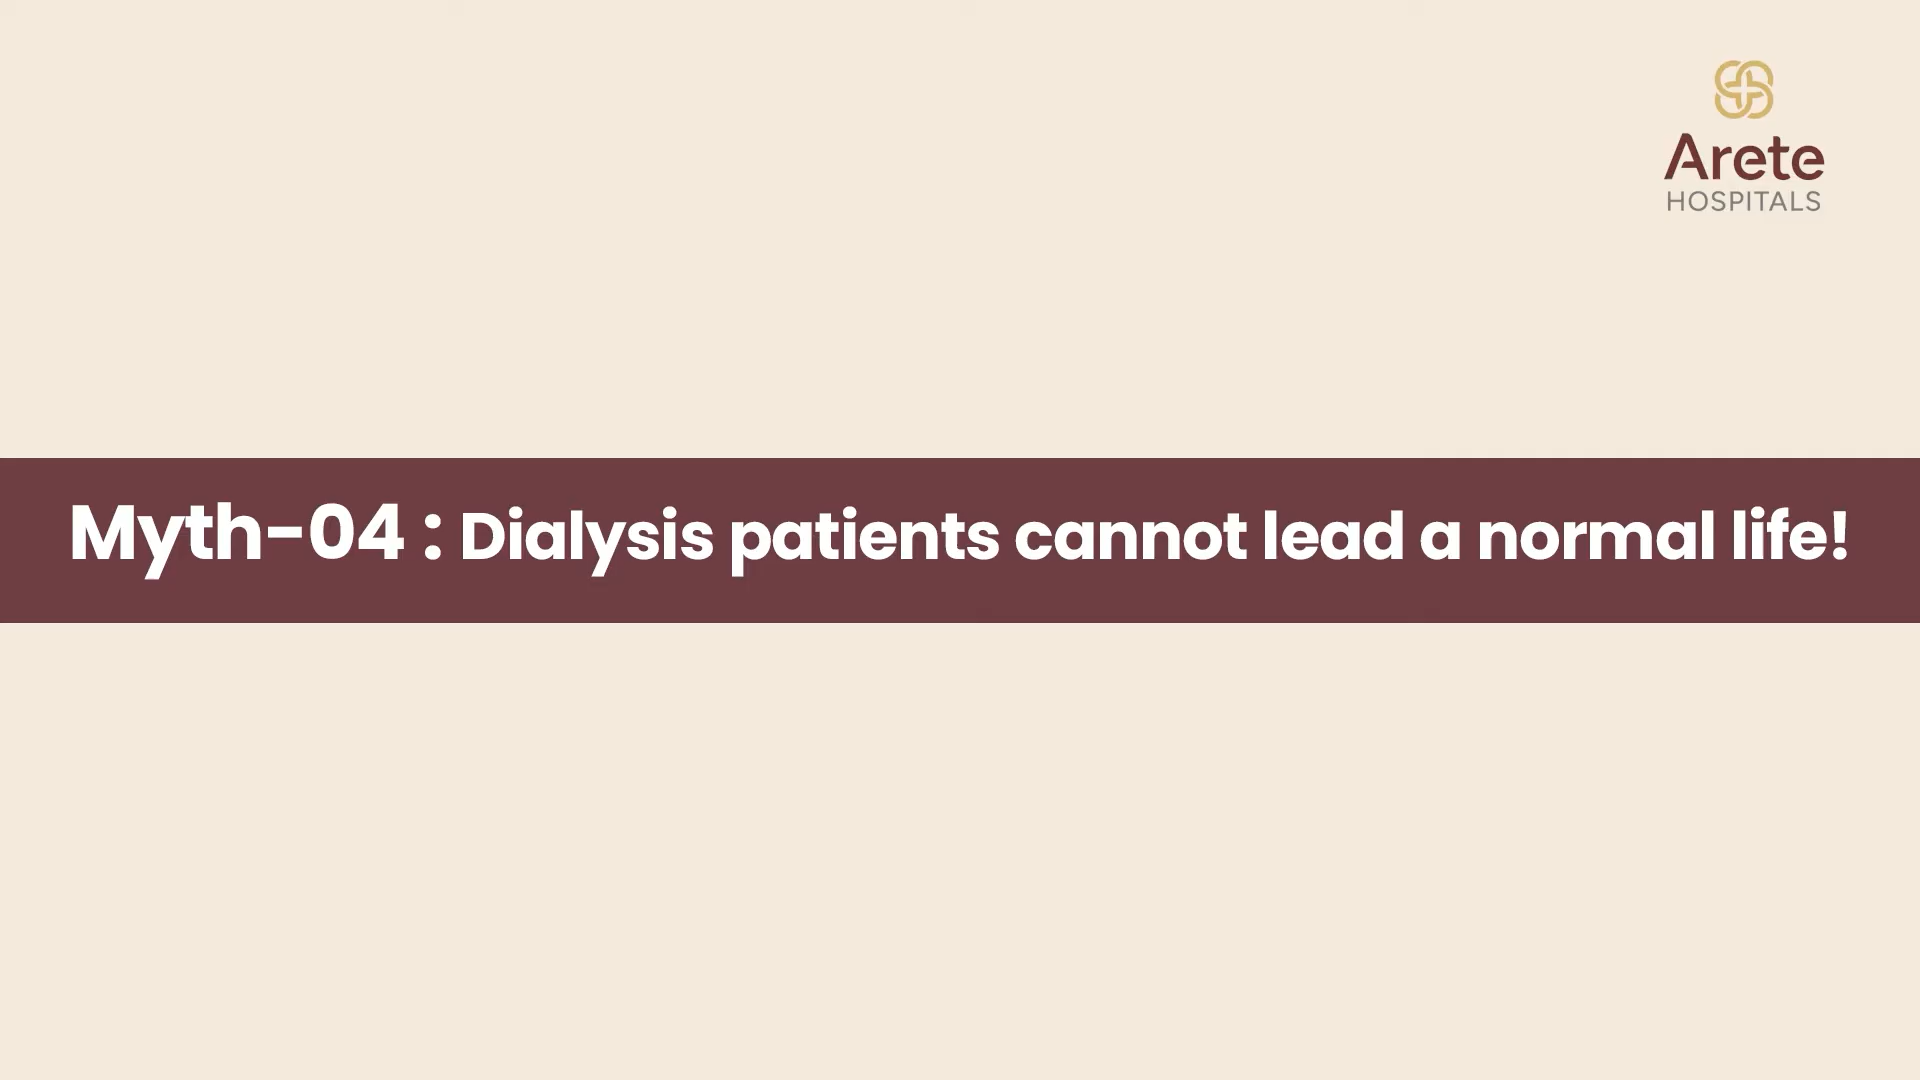 Arete
HOSPITALS
Myth-04 : Dialysis patients cannot lead a normal life!